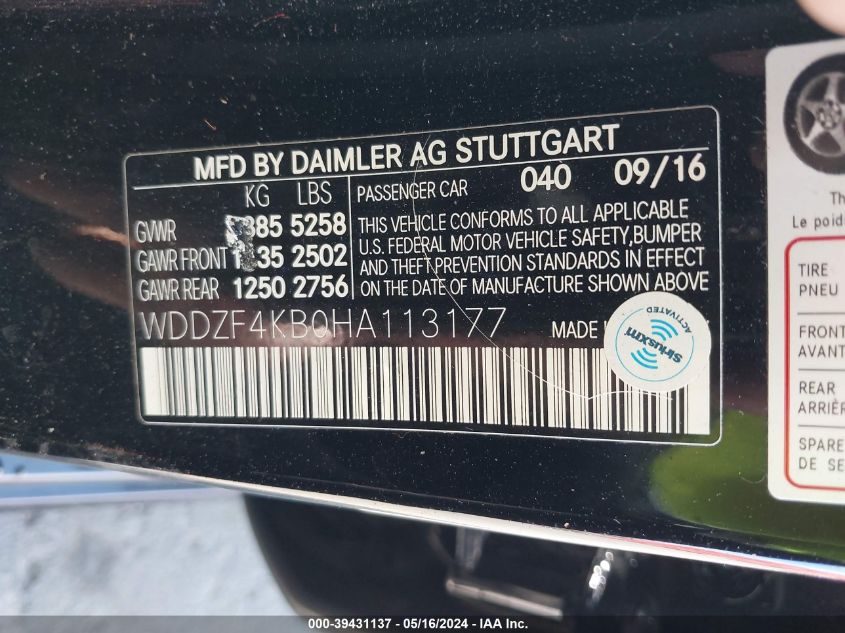 MFD BY DAIMLER AG STUTTGART
KG LBS
GVWR 385 5258
GAWR FRONT 1135 2502
GAWR REAR 1250 2756
PASSENGER CAR 040 09/16
THIS VEHICLE CONFORMS TO ALL APPLICABLE
U.S. FEDERAL MOTOR VEHICLE SAFETY,BUMPER
AND THEFT PREVENTION STANDARDS IN EFFECT
ON THE DATE OF MANUFACTURE SHOWN ABOVE
WDDZF4KB0HA113177
MADE
siriusxm
Le
TIRE
PNEU
FRONT
AVANT
REAR
SPARE
DE
000-39431137 - 05/16/2024 - IAA Inc.